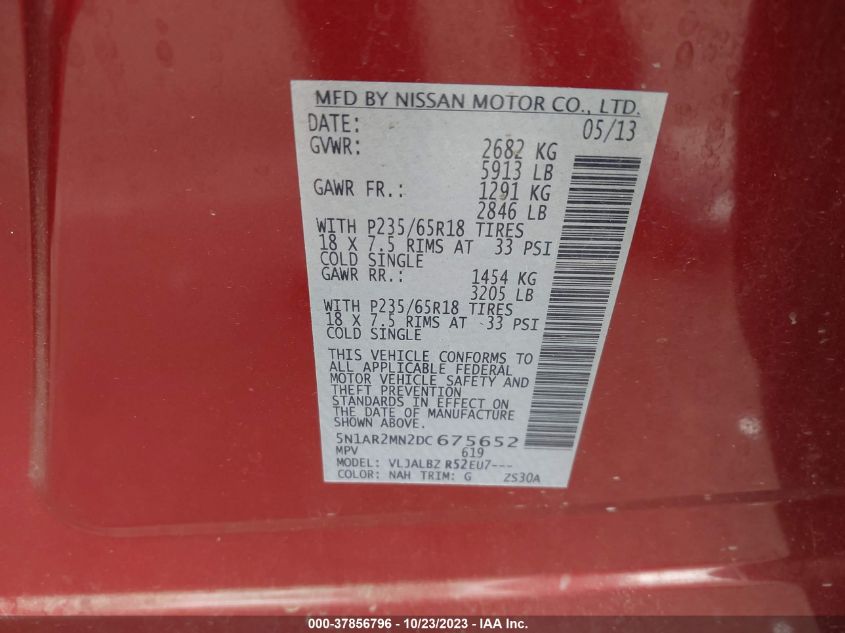 MFD BY NISSAN MOTOR CO., LTD.
DATE: 05/13
GVWR: 2682 KG
5913 LB
GAWR FR.: 1291 KG
2846 LB
WITH P235/65R18 TIRES
18 X 7.5 RIMS AT 33 PSI
COLD SINGLE
GAWR RR.: 1454 KG
3205 LB
WITH P235/65R18 TIRES
18 X 7.5 RIMS AT 33 PSI
COLD SINGLE
THIS VEHICLE CONFORMS TO
ALL APPLICABLE FEDERAL
MOTOR VEHICLE SAFETY AND
THEFT PREVENTION
STANDARDS IN EFFECT ON
THE DATE OF MANUFACTURE
SHOWN ABOVE.
5N1AR2MN2DC675652
MPV 619
MODEL: VLJALBZ R52EU7---
COLOR: NAH TRIM: G ZS30A
000-37856796 - 10/23/2023 - IAA Inc.